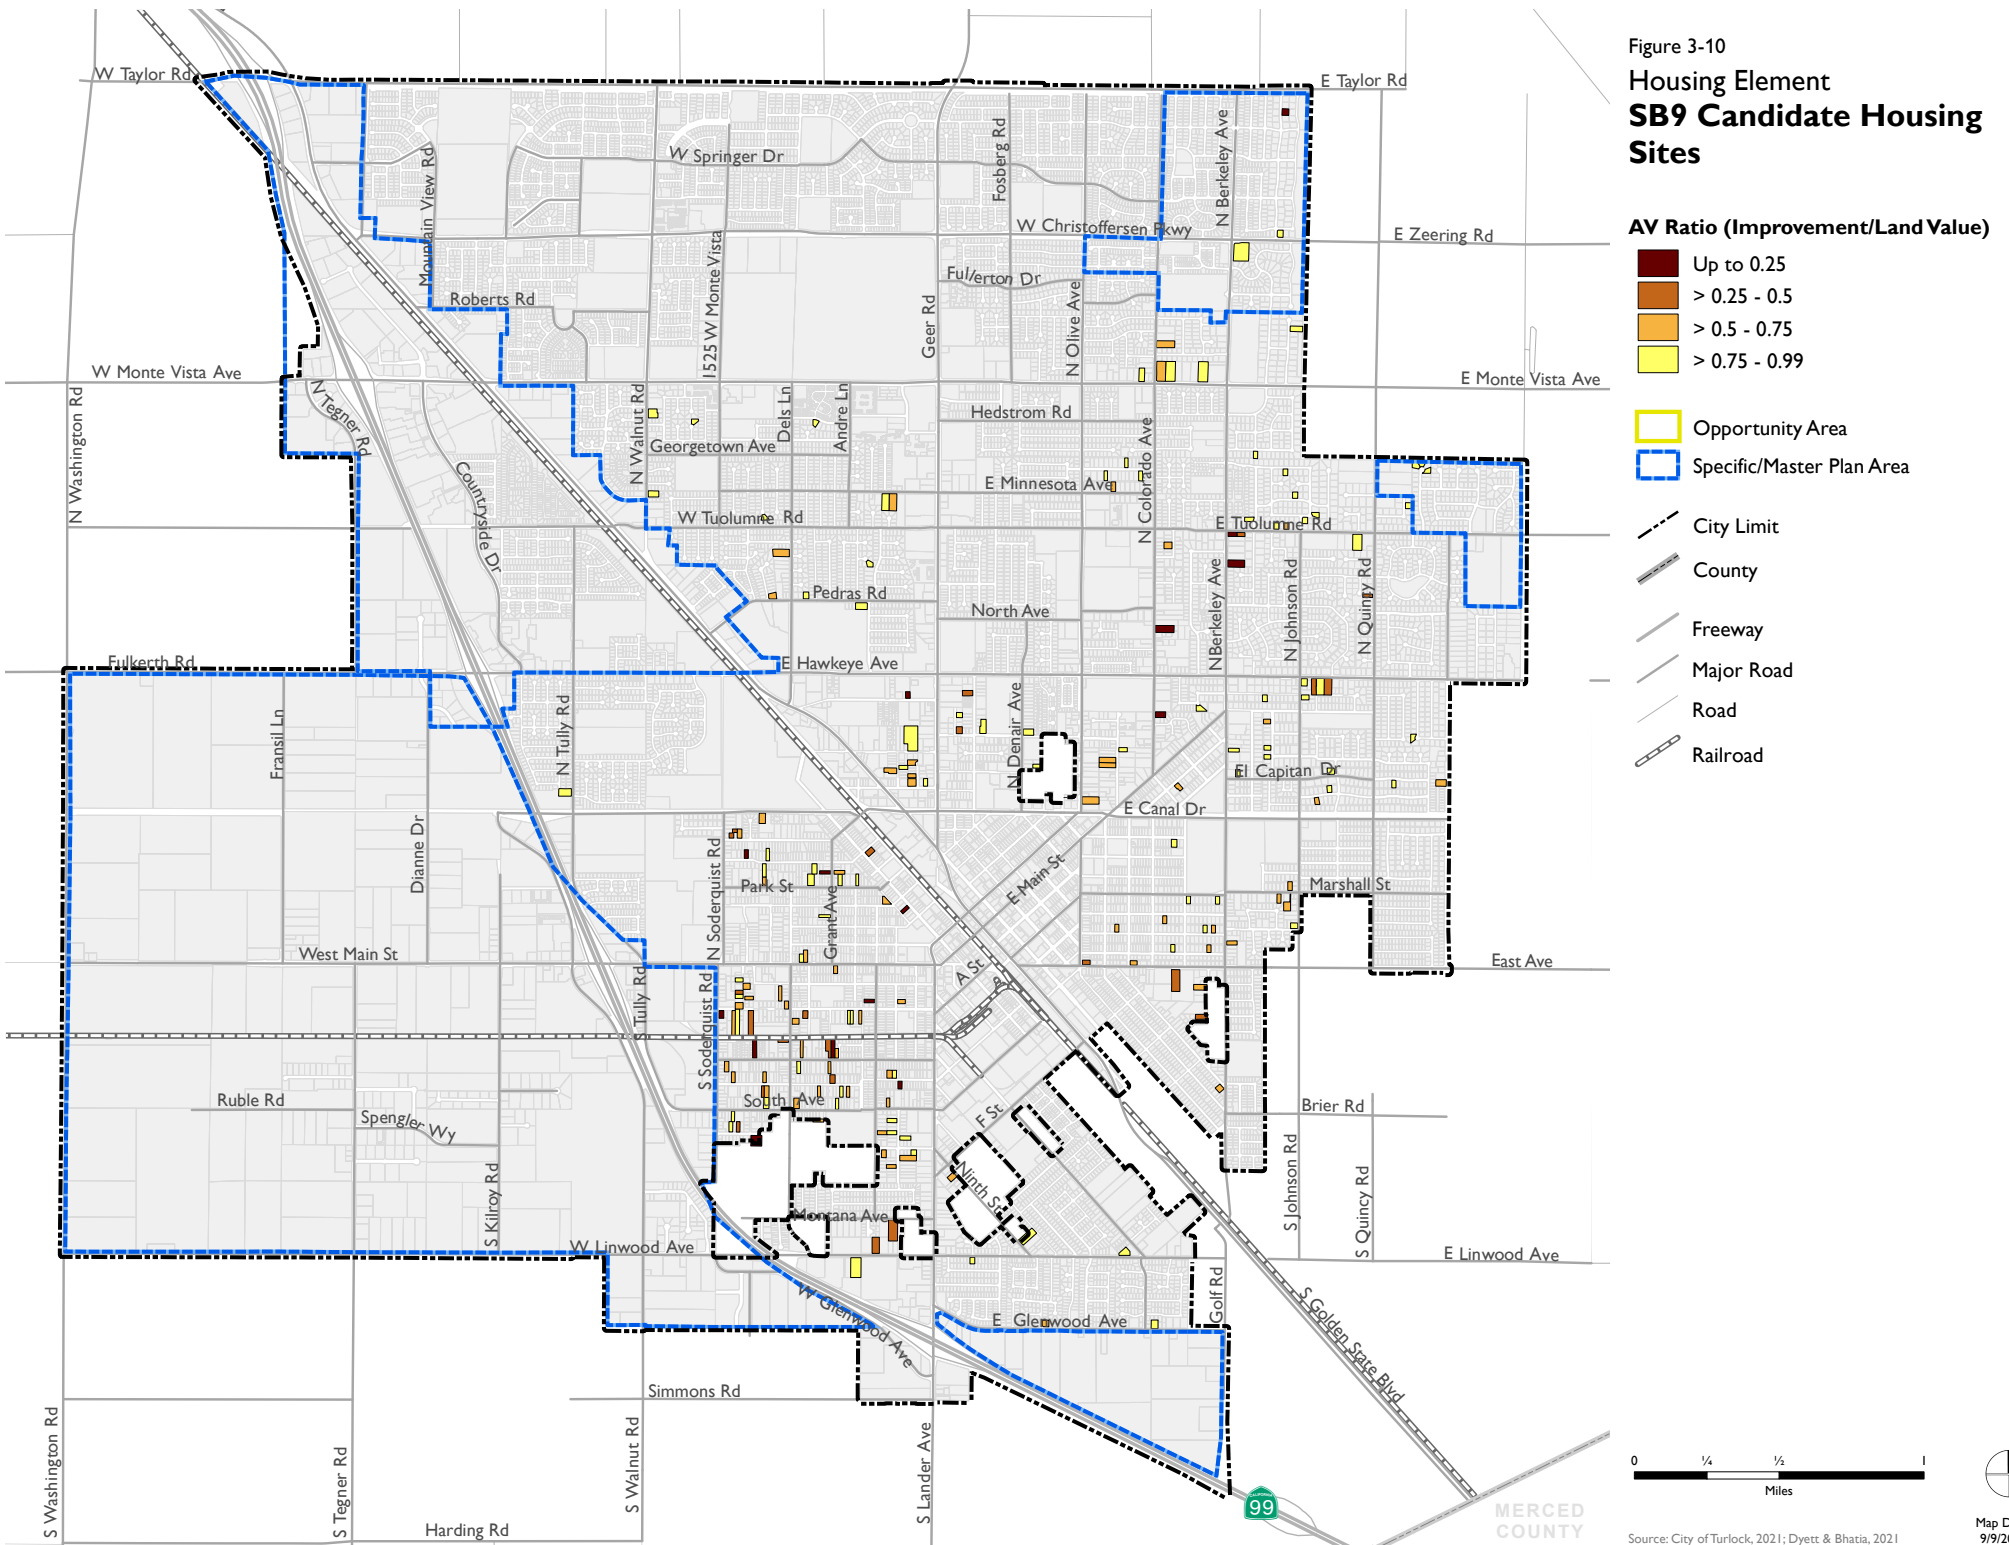 Figure 3-10
Housing Element
SB9 Candidate Housing
Sites
AV Ratio (Improvement/Land Value)
Up to 0.25
> 0.25 - 0.5
> 0.5 - 0.75
> 0.75 - 0.99
Opportunity Area
Specific/Master Plan Area
City Limit
County
Freeway
Major Road
Road
Railroad
0 ¼ ½ 1
Miles
Source: City of Turlock, 2021; Dyett & Bhatia, 2021
Map D
W Taylor Rd
E Taylor Rd
W Springer Dr
Mountain View Rd
Fosberg Rd
N Berkeley Ave
W Christoffersen Pkwy
E Zeering Rd
1525 W Monte Vista
Fullerton Dr
Roberts Rd
Geer Rd
N Olive Ave
W Monte Vista Ave
E Monte Vista Ave
N Washington Rd
N Tegner Rd
N Walnut Rd
Dels Ln
Andre Ln
Hedstrom Rd
Georgetown Ave
Colorado Ave
N Colorado Ave
Countryside Dr
E Minnesota Ave
W Tuolumne Rd
E Tuolumne Rd
Pedras Rd
North Ave
N Berkeley Ave
N Johnson Rd
N Quincy Rd
Fulkerth Rd
E Hawkeye Ave
Fransil Ln
N Tully Rd
N Denair Ave
El Capitan Dr
E Canal Dr
Dianne Dr
N Soderquist Rd
Park St
Grant Ave
E Main St
Marshall St
West Main St
East Ave
Tully Rd
S Soderquist Rd
A St
Ruble Rd
Spengler Wy
South Ave
F St
Brier Rd
S Kilroy Rd
Ninth St
Montana Ave
S Johnson Rd
S Quincy Rd
W Linwood Ave
E Linwood Ave
W Glenwood Ave
E Glenwood Ave
Golf Rd
S Golden State Blvd
Simmons Rd
S Washington Rd
S Tegner Rd
S Walnut Rd
S Lander Ave
Harding Rd
CALIFORNIA
99
MERCED
COUNTY